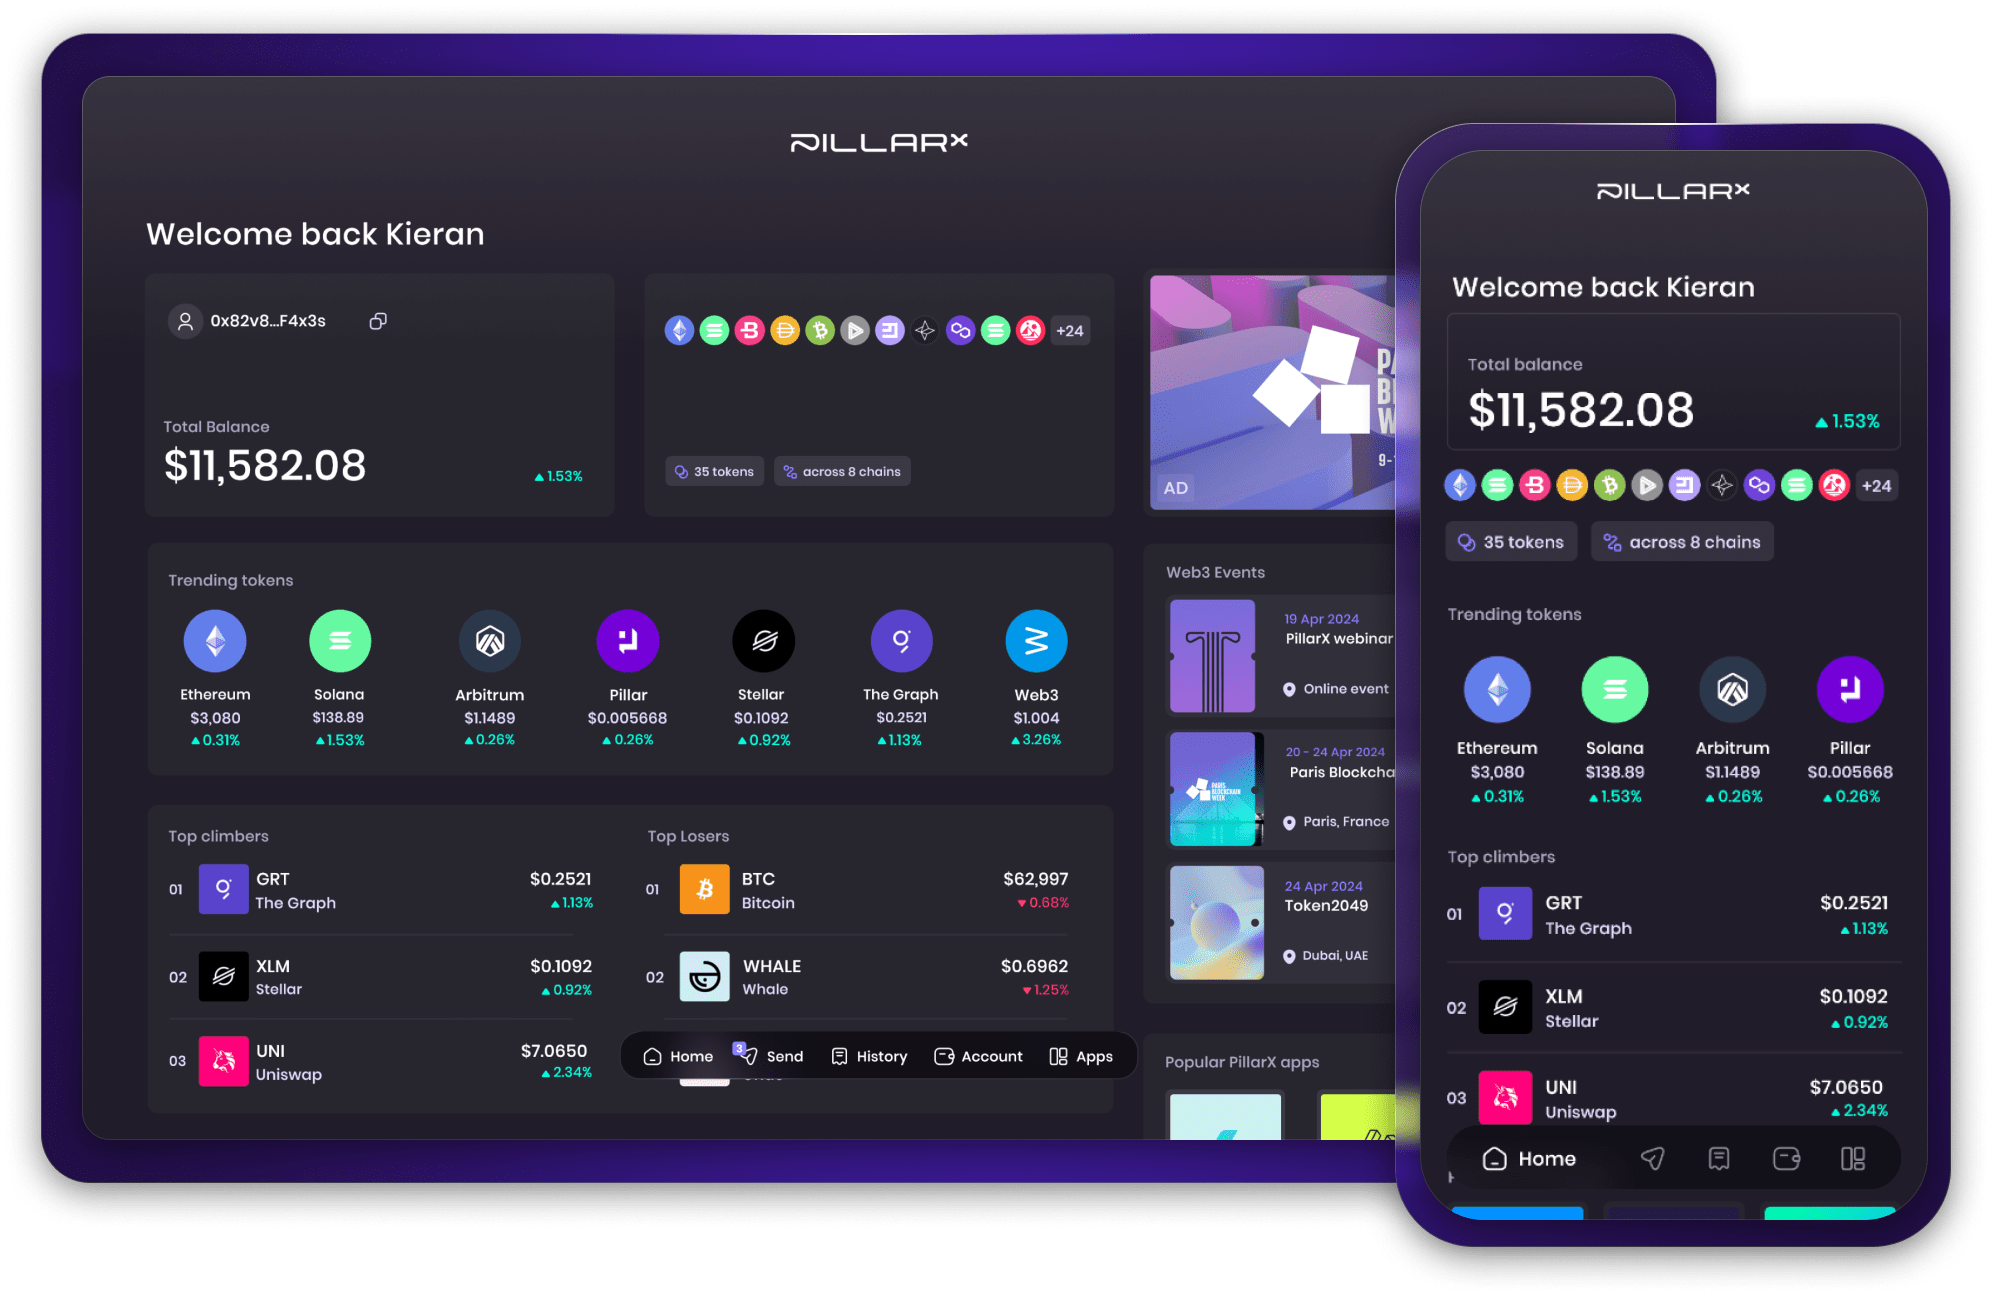 PILLARX
Welcome back Kieran
0x82v8...F4x3s
Total Balance
$11,582.08
1.53%
+24
35 tokens
across 8 chains
AD
9-
Trending tokens
Ethereum
$3,080
0.31%
Solana
$138.89
1.53%
Arbitrum
$1.1489
0.26%
Pillar
$0.005668
0.26%
Stellar
$0.1092
0.92%
The Graph
$0.2521
1.13%
Web3
$1.004
3.26%
Web3 Events
19 Apr 2024
PillarX webinar
Online event
20 - 24 Apr 2024
Paris Blockcha
PARIS
BLOCKCHAIN
WEEK
Paris, France
24 Apr 2024
Token2049
Dubai, UAE
Top climbers
01
GRT
The Graph
$0.2521
1.13%
02
XLM
Stellar
$0.1092
0.92%
03
UNI
Uniswap
$7.0650
2.34%
Top Losers
01
BTC
Bitcoin
$62,997
0.68%
02
WHALE
Whale
$0.6962
1.25%
Home
3
Send
History
Account
Apps
Popular PillarX apps
PILLARX
Welcome back Kieran
Total balance
$11,582.08
1.53%
+24
35 tokens
across 8 chains
Trending tokens
Ethereum
$3,080
0.31%
Solana
$138.89
1.53%
Arbitrum
$1.1489
0.26%
Pillar
$0.005668
0.26%
Top climbers
01
GRT
The Graph
$0.2521
1.13%
02
XLM
Stellar
$0.1092
0.92%
03
UNI
Uniswap
$7.0650
2.34%
Home